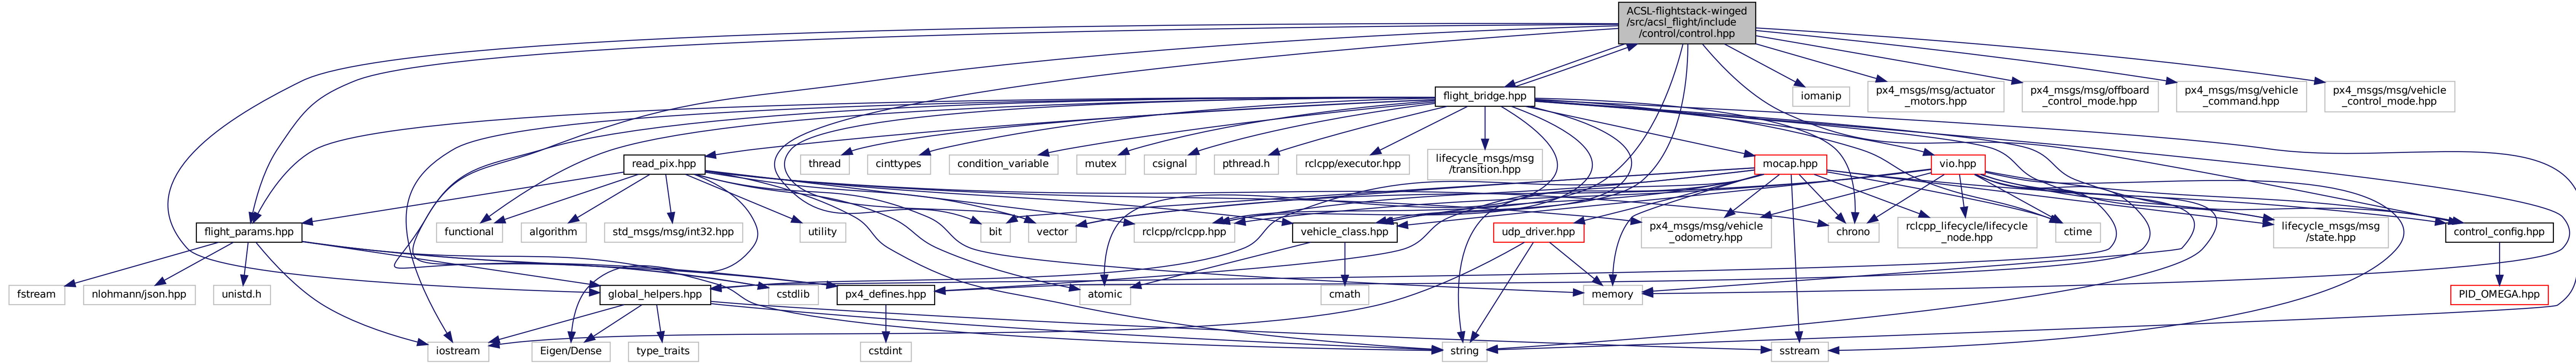 ACSL-flightstack-winged
/src/acsl_flight/include
/control/control.hpp
flight_bridge.hpp
iomanip
px4_msgs/msg/actuator
_motors.hpp
px4_msgs/msg/offboard
_control_mode.hpp
px4_msgs/msg/vehicle
_command.hpp
px4_msgs/msg/vehicle
_control_mode.hpp
read_pix.hpp
thread
cinttypes
condition_variable
mutex
csignal
pthread.h
rclcpp/executor.hpp
lifecycle_msgs/msg
/transition.hpp
mocap.hpp
vio.hpp
flight_params.hpp
functional
algorithm
std_msgs/msg/int32.hpp
utility
bit
vector
rclcpp/rclcpp.hpp
vehicle_class.hpp
udp_driver.hpp
px4_msgs/msg/vehicle
_odometry.hpp
chrono
rclcpp_lifecycle/lifecycle
_node.hpp
ctime
lifecycle_msgs/msg
/state.hpp
control_config.hpp
fstream
nlohmann/json.hpp
unistd.h
global_helpers.hpp
cstdlib
px4_defines.hpp
atomic
cmath
memory
PID_OMEGA.hpp
iostream
Eigen/Dense
type_traits
cstdint
string
sstream